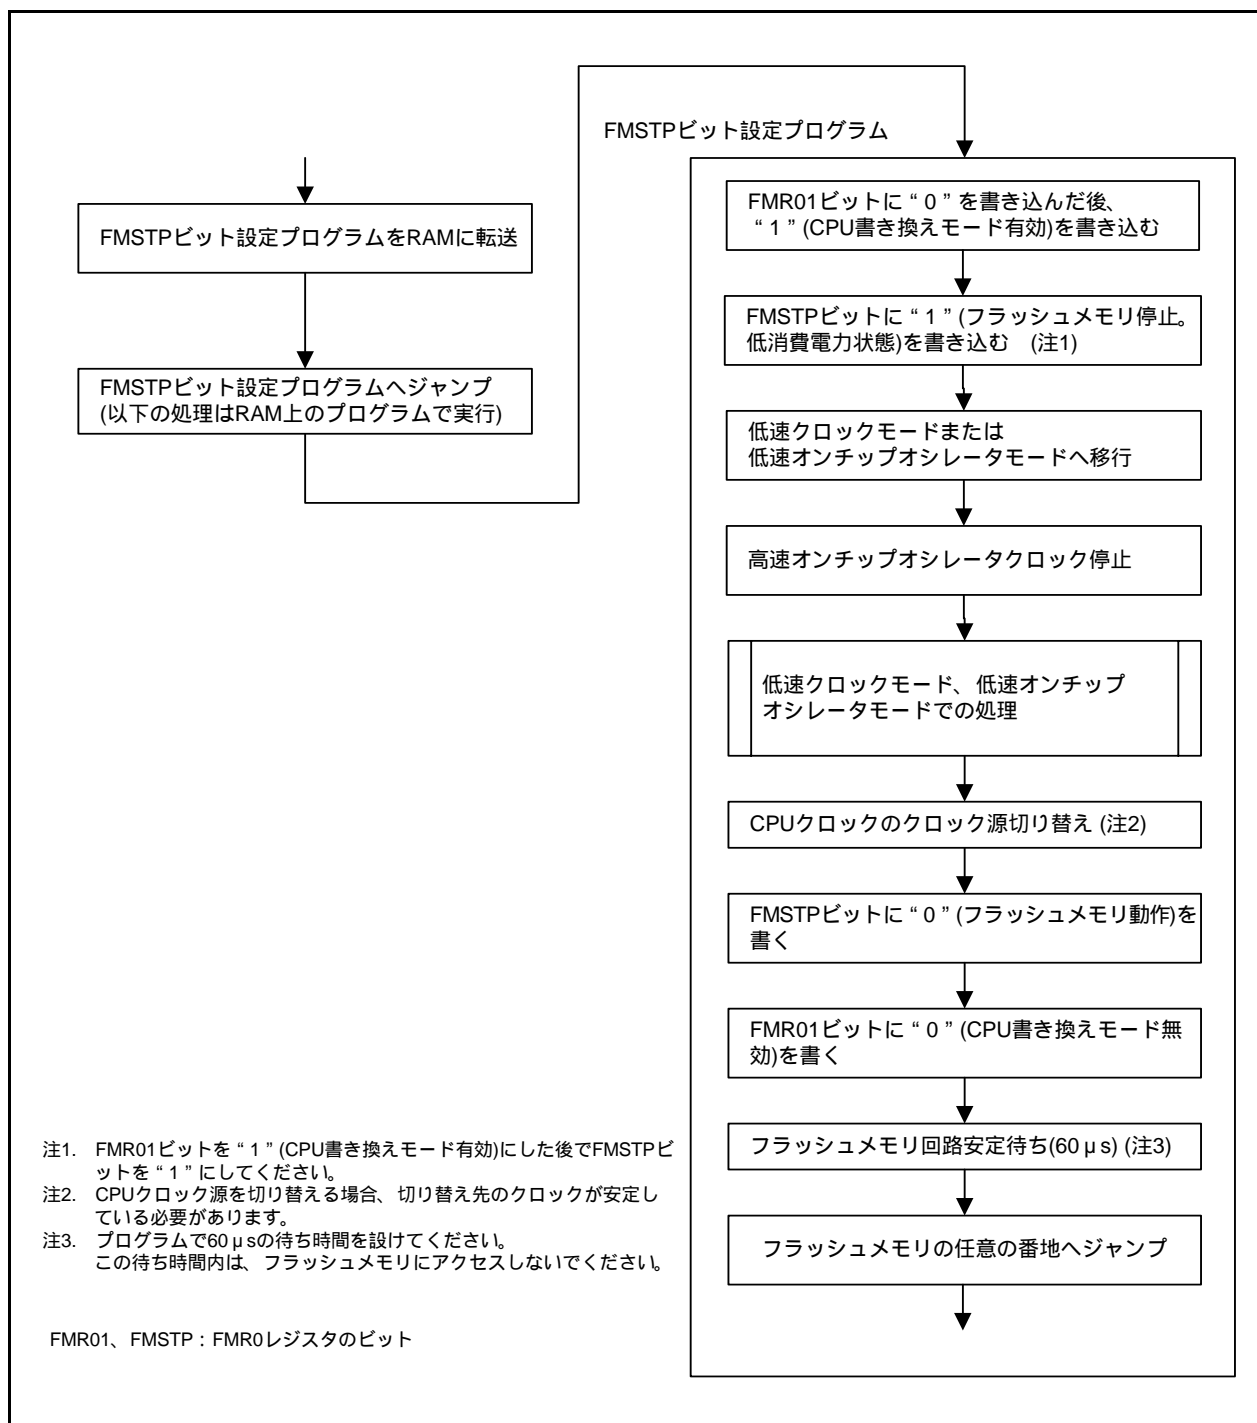 FMSTPビット設定プログラムをRAMに転送
FMSTPビット設定プログラムへジャンプ
(以下の処理はRAM上のプログラムで実行)
FMSTPビット設定プログラム
FMR01ビットに“0”を書き込んだ後、
“1”(CPU書き換えモード有効)を書き込む
FMSTPビットに“1”(フラッシュメモリ停止。
低消費電力状態)を書き込む　(注1)
低速クロックモードまたは
低速オンチップオシレータモードへ移行
高速オンチップオシレータクロック停止
低速クロックモード、低速オンチップ
オシレータモードでの処理
CPUクロックのクロック源切り替え (注2)
FMSTPビットに“0”(フラッシュメモリ動作)を
書く
FMR01ビットに“0”(CPU書き換えモード無
効)を書く
フラッシュメモリ回路安定待ち(60μs) (注3)
フラッシュメモリの任意の番地へジャンプ
注1. FMR01ビットを“1”(CPU書き換えモード有効)にした後でFMSTPビ
ットを“1”にしてください。
注2. CPUクロック源を切り替える場合、切り替え先のクロックが安定し
ている必要があります。
注3. プログラムで60μsの待ち時間を設けてください。
この待ち時間内は、フラッシュメモリにアクセスしないでください。
FMR01、FMSTP：FMR0レジスタのビット